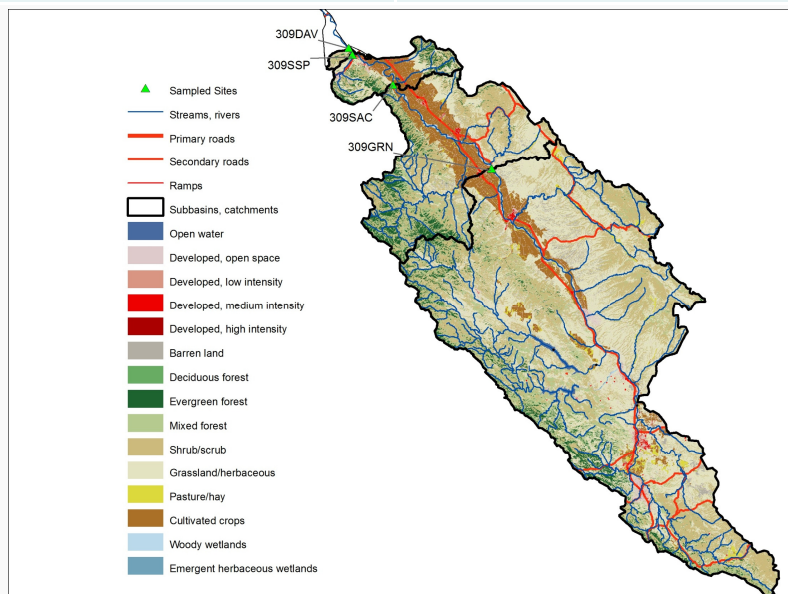 309DAV
309SSP
309SAC
309GRN
Sampled Sites
Streams, rivers
Primary roads
Secondary roads
Ramps
Subbasins, catchments
Open water
Developed, open space
Developed, low intensity
Developed, medium intensity
Developed, high intensity
Barren land
Deciduous forest
Evergreen forest
Mixed forest
Shrub/scrub
Grassland/herbaceous
Pasture/hay
Cultivated crops
Woody wetlands
Emergent herbaceous wetlands